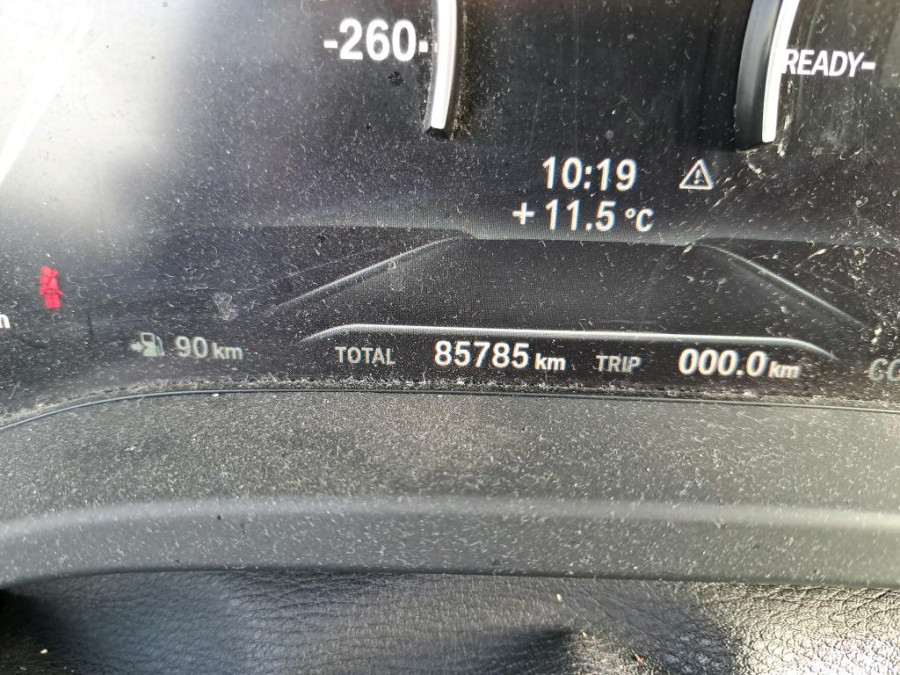 -260-
READY-
10:19
+ 11.5 °C
90 km
TOTAL 85785 km TRIP 000.0 km